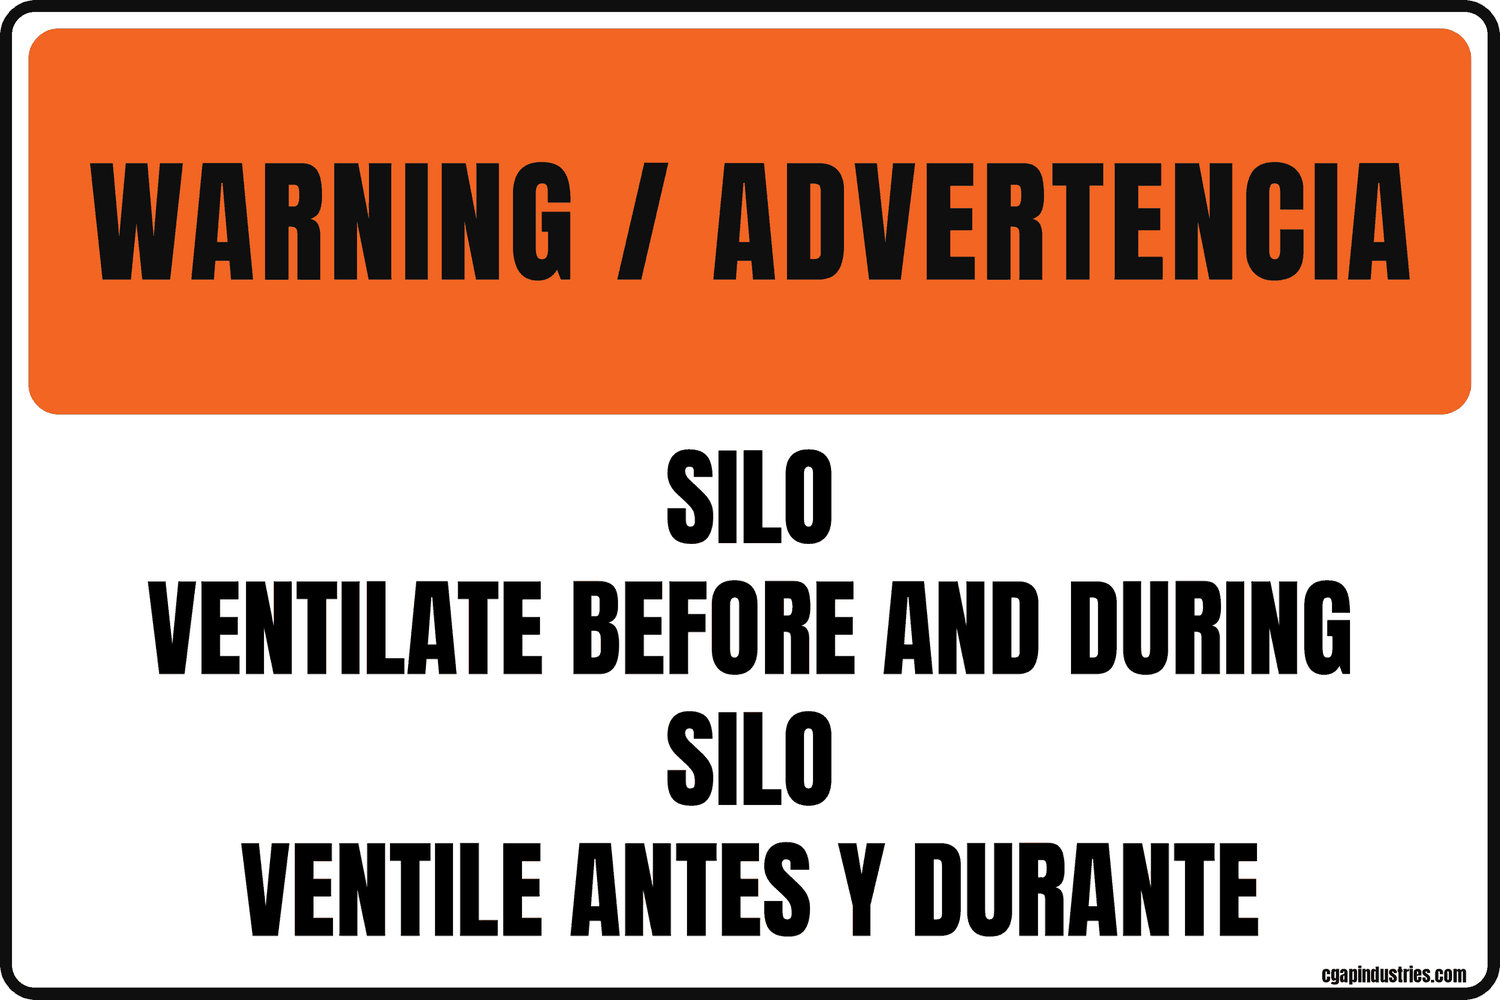 WARNING / ADVERTENCIA
SILO
VENTILATE BEFORE AND DURING
SILO
VENTILE ANTES Y DURANTE
cgapindustries.com